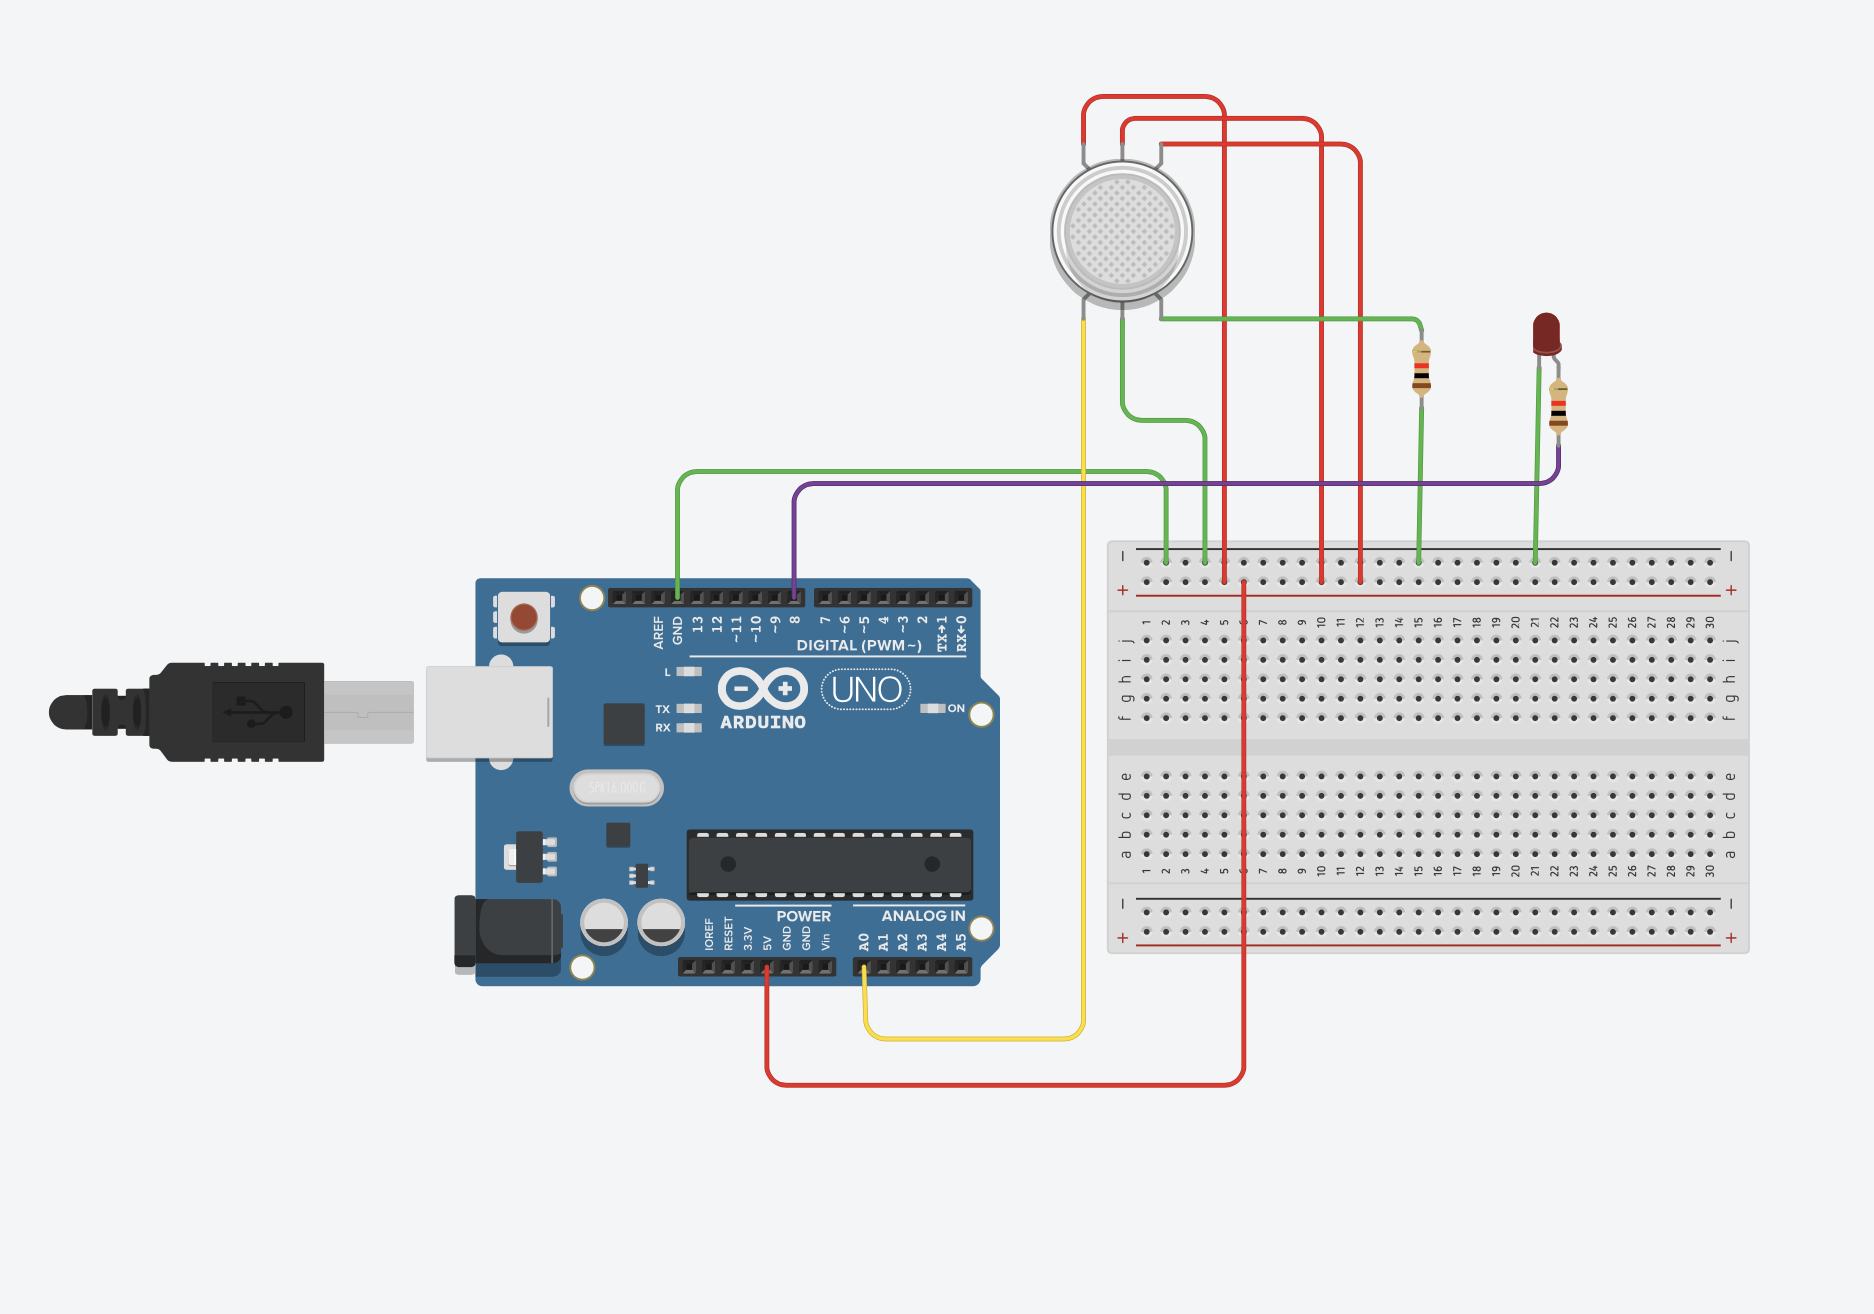 AREF
GND
13
12
~11
~10
~9
8
7
~6
~5
4
~3
2
TX→1
RX←0
DIGITAL (PWM~)
L
TX
RX
ARDUINO
UNO
ON
SPK16.000G
POWER
ANALOG IN
IOREF
RESET
3.3V
5V
GND
GND
Vin
A0
A1
A2
A3
A4
A5
− −
+ +
1 2 3 4 5 6 7 8 9 10 11 12 13 14 15 16 17 18 19 20 21 22 23 24 25 26 27 28 29 30
j j
i i
h h
g g
f f
e e
d d
c c
b b
a a
1 2 3 4 5 6 7 8 9 10 11 12 13 14 15 16 17 18 19 20 21 22 23 24 25 26 27 28 29 30
− −
+ +